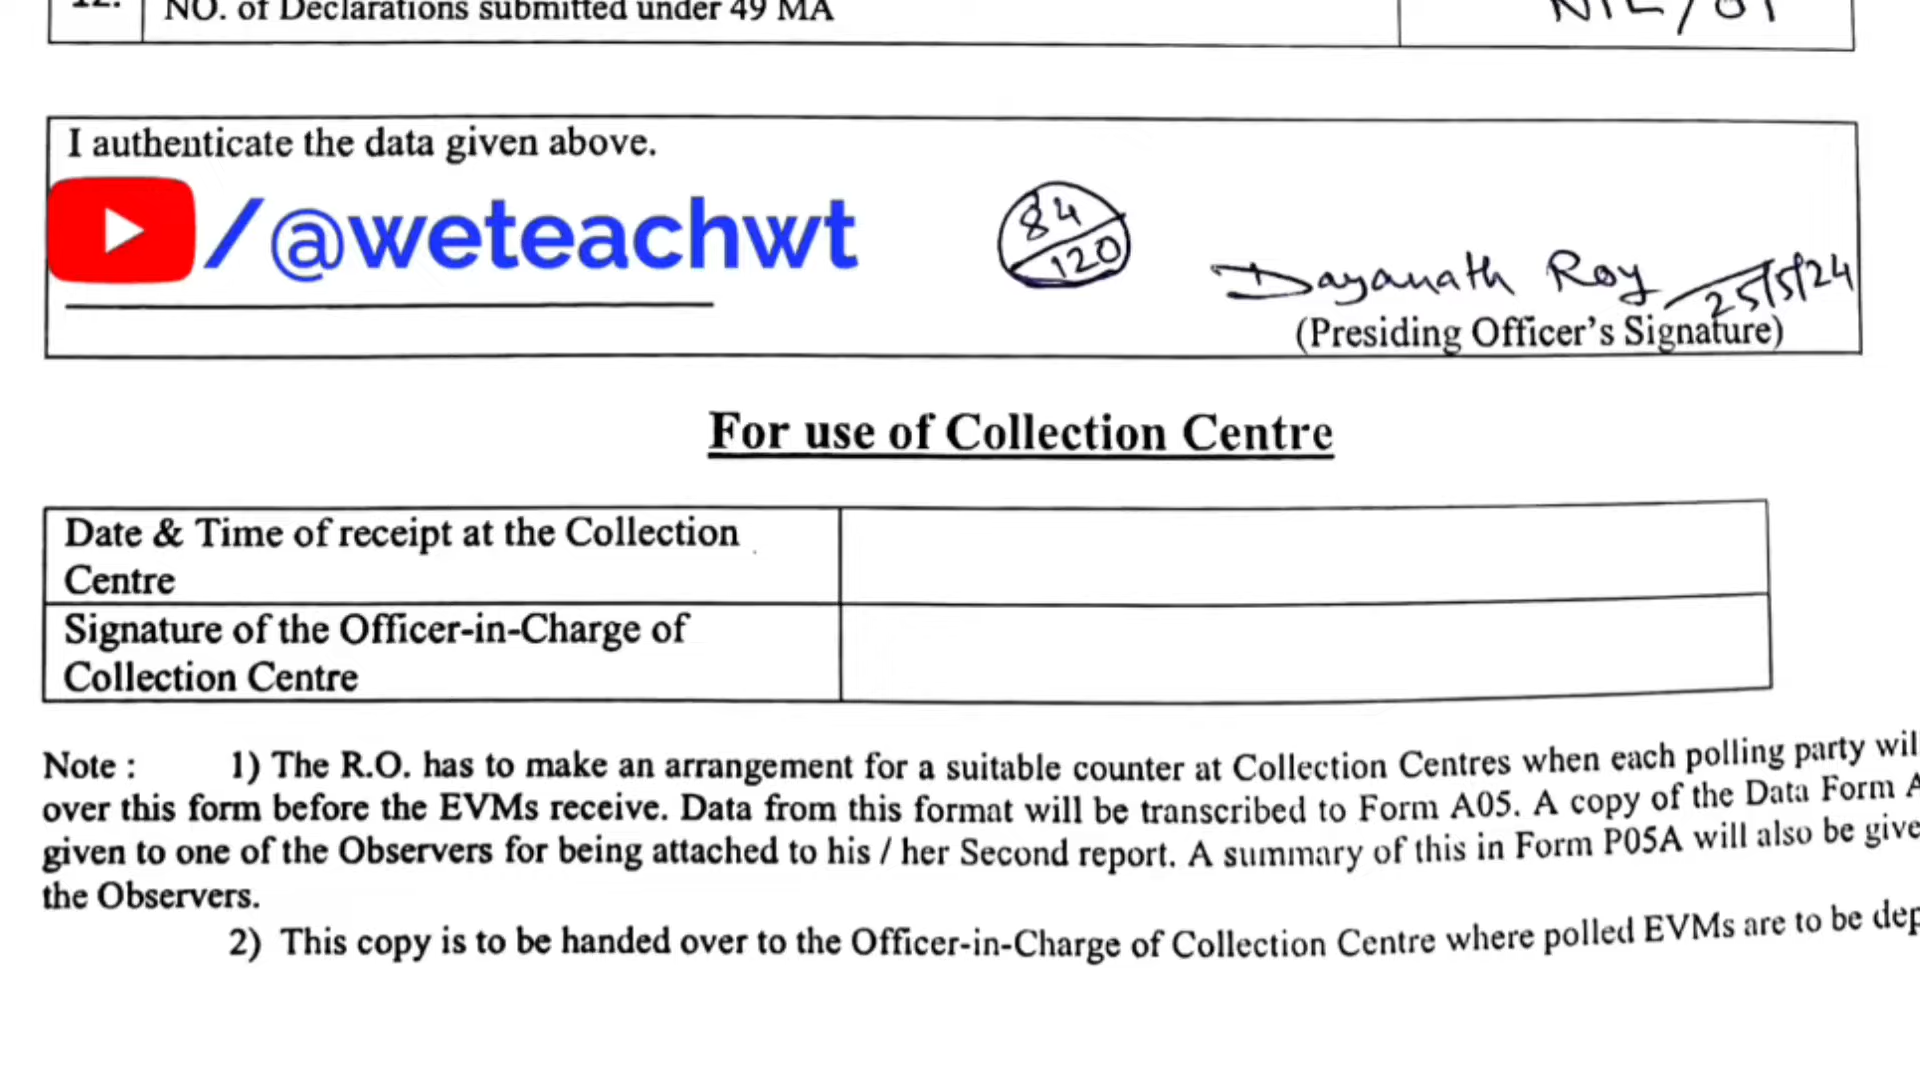 12. NO. of Declarations submitted under 49 MA NIL/01
I authenticate the data given above.
/@weteachwt
84
120
Dayanath Roy
25/5/24
(Presiding Officer's Signature)
For use of Collection Centre
Date & Time of receipt at the Collection
Centre
Signature of the Officer-in-Charge of
Collection Centre
Note : 1) The R.O. has to make an arrangement for a suitable counter at Collection Centres when each polling party wil
over this form before the EVMs receive. Data from this format will be transcribed to Form A05. A copy of the Data Form A
given to one of the Observers for being attached to his / her Second report. A summary of this in Form P05A will also be give
the Observers.
2) This copy is to be handed over to the Officer-in-Charge of Collection Centre where polled EVMs are to be dep